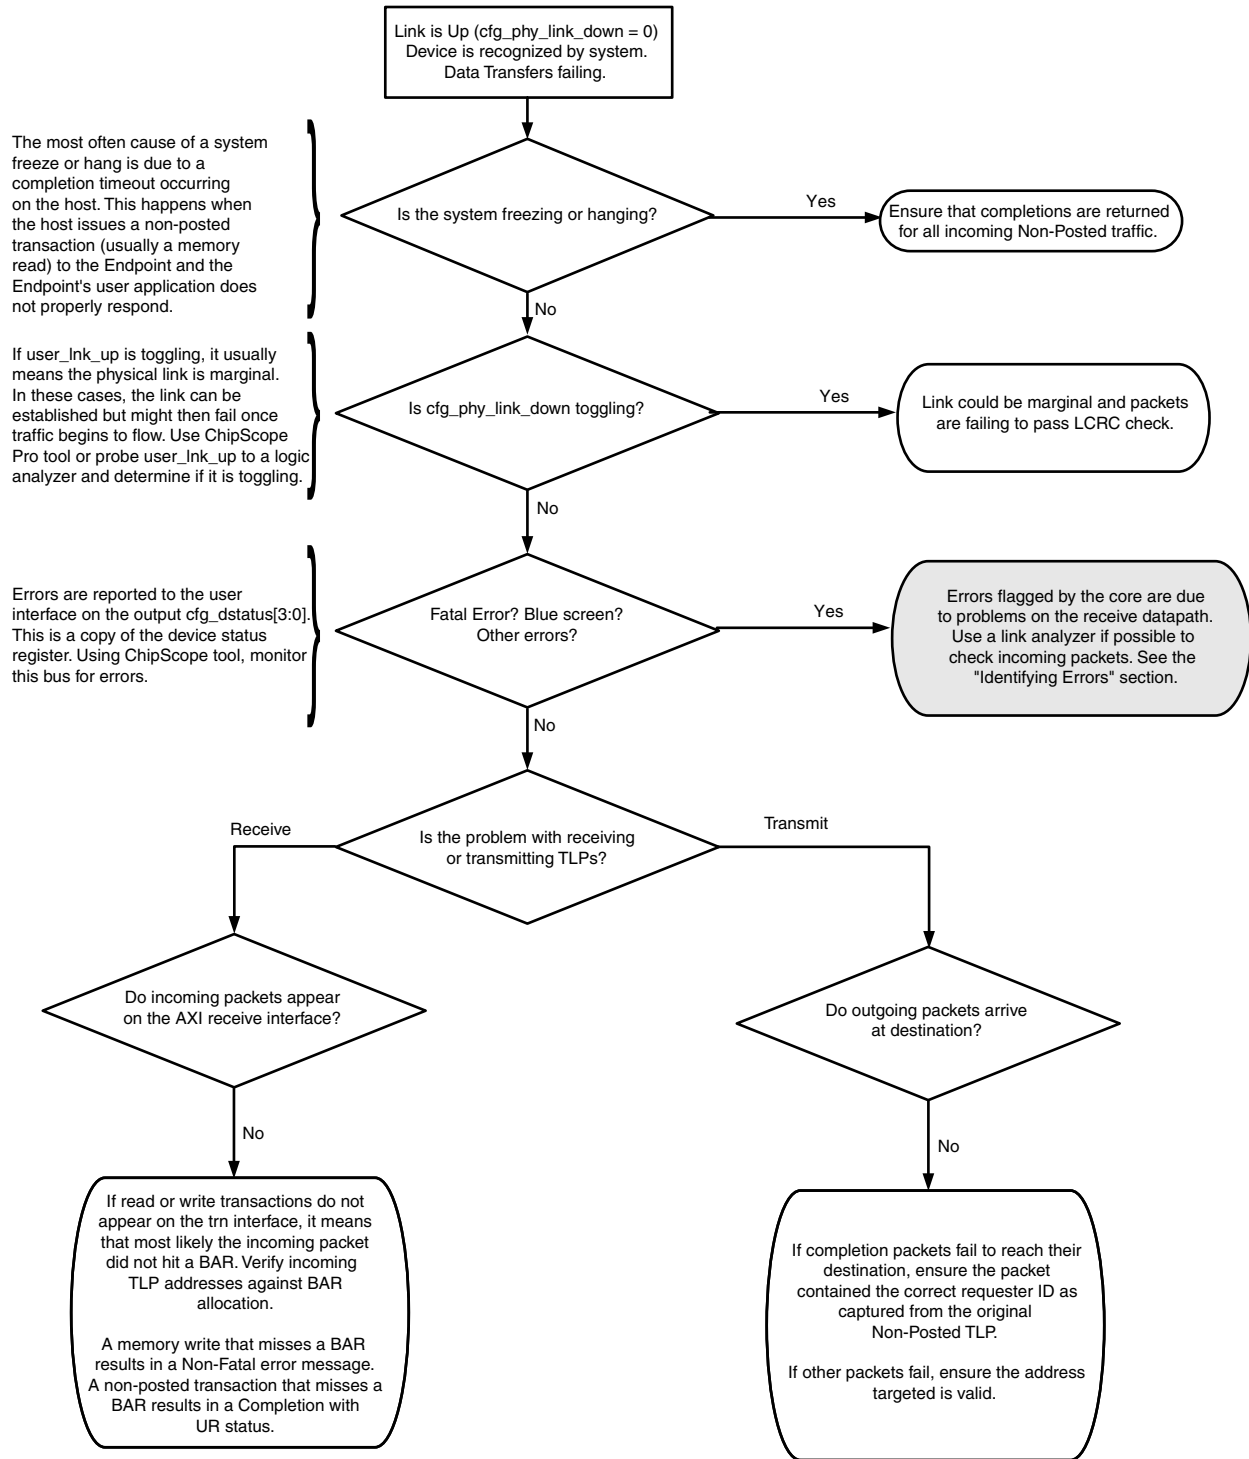 Link is Up (cfg_phy_link_down = 0)
Device is recognized by system.
Data Transfers failing.
The most often cause of a system
freeze or hang is due to a
completion timeout occurring
on the host. This happens when
the host issues a non-posted
transaction (usually a memory
read) to the Endpoint and the
Endpoint's user application does
not properly respond.
Is the system freezing or hanging?
Yes
Ensure that completions are returned
for all incoming Non-Posted traffic.
No
If user_lnk_up is toggling, it usually
means the physical link is marginal.
In these cases, the link can be
established but might then fail once
traffic begins to flow. Use ChipScope
Pro tool or probe user_lnk_up to a logic
analyzer and determine if it is toggling.
Is cfg_phy_link_down toggling?
Yes
Link could be marginal and packets
are failing to pass LCRC check.
No
Errors are reported to the user
interface on the output cfg_dstatus[3:0].
This is a copy of the device status
register. Using ChipScope tool, monitor
this bus for errors.
Fatal Error? Blue screen?
Other errors?
Yes
Errors flagged by the core are due
to problems on the receive datapath.
Use a link analyzer if possible to
check incoming packets. See the
"Identifying Errors" section.
No
Receive
Is the problem with receiving
or transmitting TLPs?
Transmit
Do incoming packets appear
on the AXI receive interface?
Do outgoing packets arrive
at destination?
No
No
If read or write transactions do not
appear on the trn interface, it means
that most likely the incoming packet
did not hit a BAR. Verify incoming
TLP addresses against BAR
allocation.
A memory write that misses a BAR
results in a Non-Fatal error message.
A non-posted transaction that misses a
BAR results in a Completion with
UR status.
If completion packets fail to reach their
destination, ensure the packet
contained the correct requester ID as
captured from the original
Non-Posted TLP.
If other packets fail, ensure the address
targeted is valid.